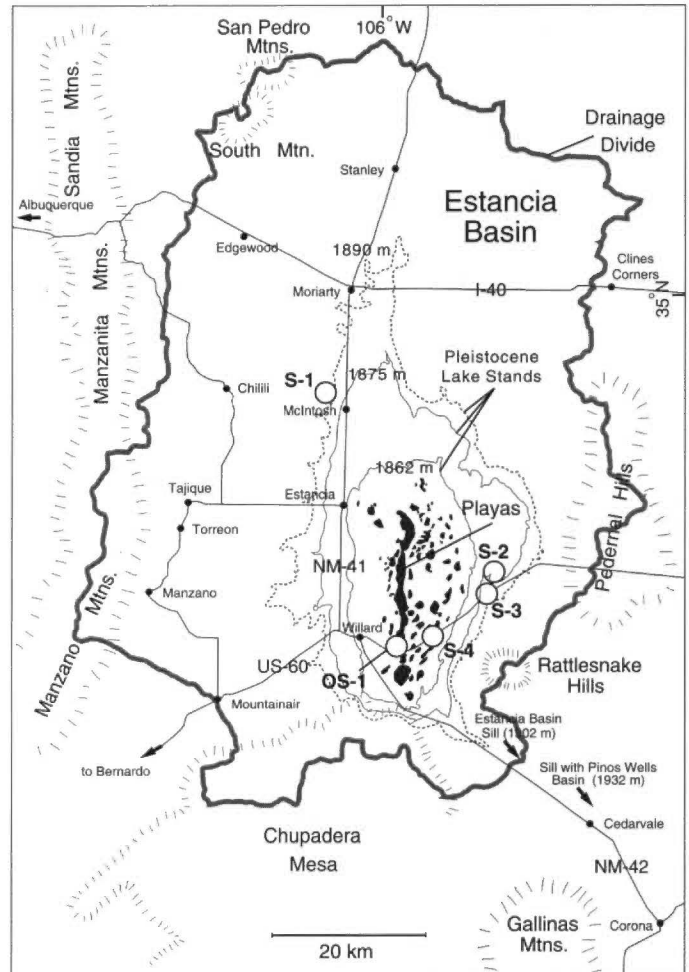 106°W
San Pedro
Mtns.
Sandia Mtns.
South Mtn.
Drainage
Divide
Stanley
Albuquerque
Estancia
Basin
Edgewood
1890 m
Clines
Corners
Moriarty
I-40
35°N
Manzanita Mtns.
Pleistocene
Lake Stands
S-1
1875 m
Chilili
McIntosh
1862 m
Tajique
Estancia
Playas
Pedernal Hills
Torreon
S-2
NM-41
Manzano
S-3
Manzano Mtns.
Willard
S-4
US-60
OS-1
Rattlesnake
Hills
Mountainair
Estancia Basin
Sill (1902 m)
to Bernardo
Sill with Pinos Wells
Basin (1932 m)
Cedarvale
Chupadera
Mesa
NM-42
Gallinas
Mtns.
Corona
20 km